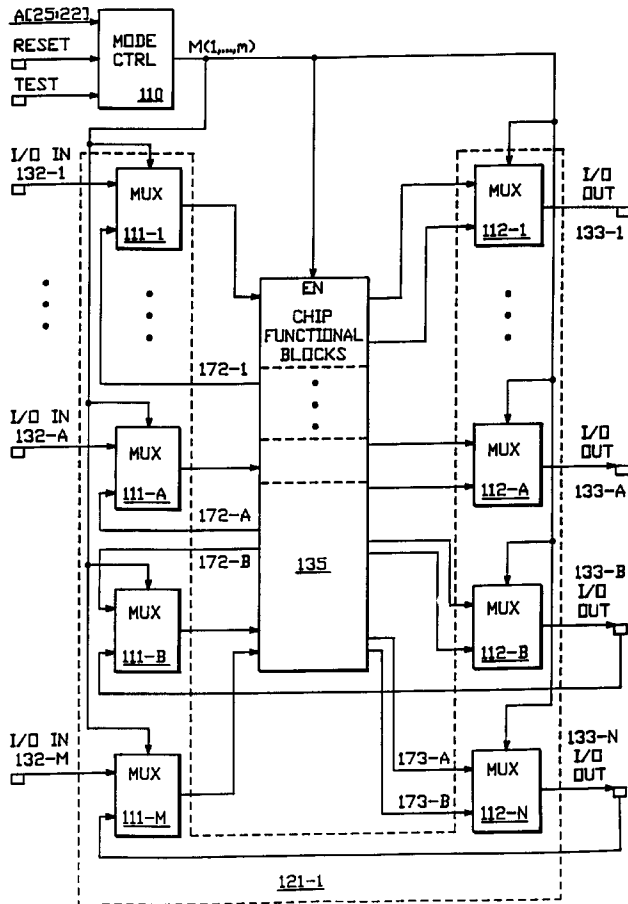 A[25:22]
RESET
TEST
MODE
CTRL
110
M(1,...,m)
I/O IN
132-1
MUX
111-1
MUX
112-1
I/O
OUT
133-1
EN
CHIP
FUNCTIONAL
BLOCKS
172-1
I/O IN
132-A
MUX
111-A
172-A
MUX
112-A
I/O
OUT
133-A
172-B
135
MUX
111-B
MUX
112-B
133-B
I/O
OUT
I/O IN
132-M
MUX
111-M
173-A
173-B
MUX
112-N
133-N
I/O
OUT
121-1